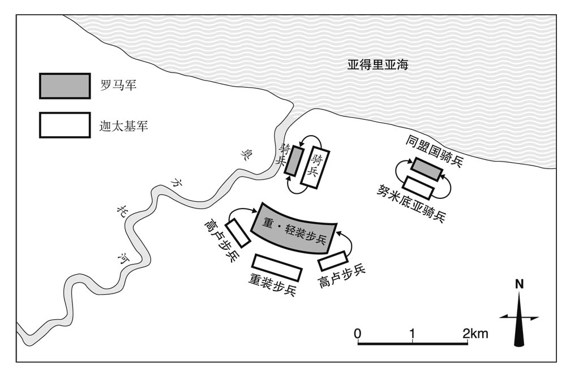 亚得里亚海
罗马军
迦太基军
骑兵
骑兵
同盟国骑兵
努米底亚骑兵
奥方托河
重·轻装步兵
高卢步兵
重装步兵
高卢步兵
N
0 1 2km